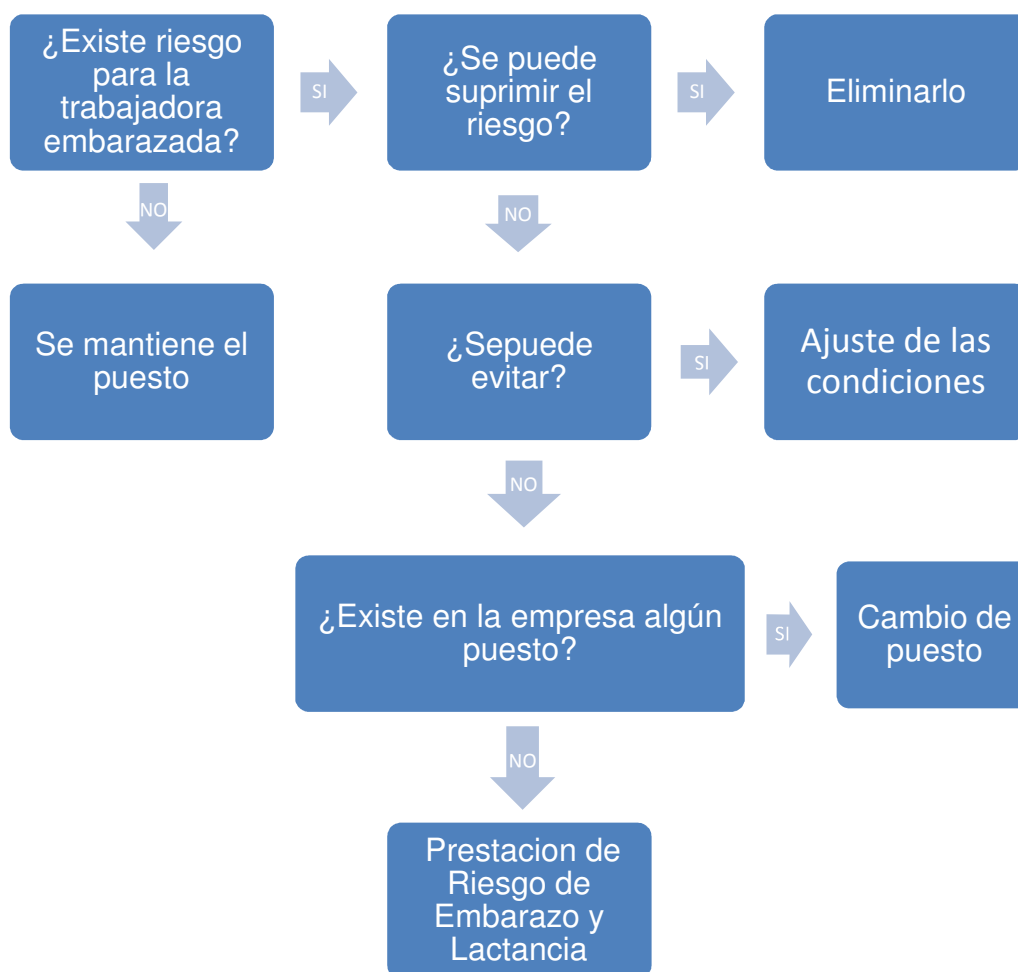 ¿Existe riesgo
para la
trabajadora
embarazada?
SI
¿Se puede
suprimir el
riesgo?
SI
Eliminarlo
NO
NO
Se mantiene el
puesto
¿Sepuede
evitar?
SI
Ajuste de las
condiciones
NO
¿Existe en la empresa algún
puesto?
SI
Cambio de
puesto
NO
Prestacion de
Riesgo de
Embarazo y
Lactancia